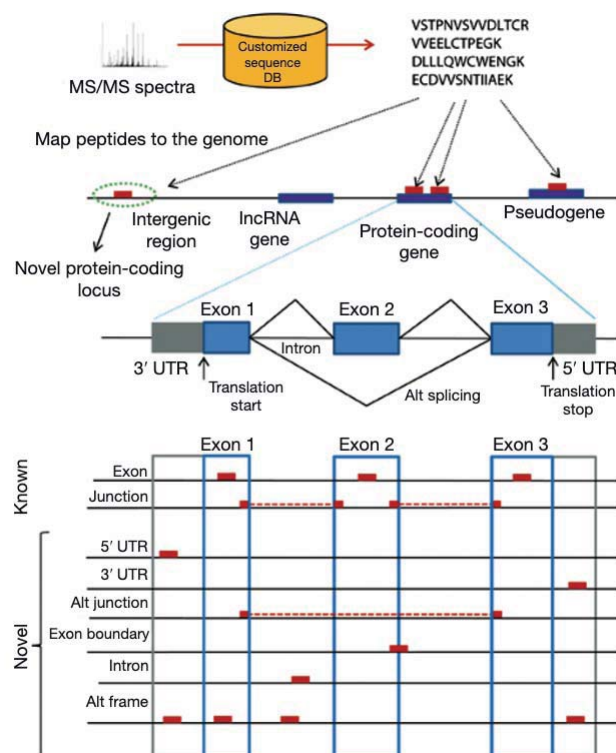 MS/MS spectra
Customized
sequence
DB
VSTPNVSVVDLTCR
VVEELCTPEGK
DLLLQWCWENGK
ECDVVSNTIIAEK
Map peptides to the genome
Intergenic
region
lncRNA
gene
Protein-coding
gene
Pseudogene
Novel protein-coding
locus
Exon 1
Exon 2
Exon 3
Intron
3′ UTR
Translation
start
Alt splicing
5′ UTR
Translation
stop
Exon 1
Exon 2
Exon 3
Known
Exon
Junction
Novel
5′ UTR
3′ UTR
Alt junction
Exon boundary
Intron
Alt frame